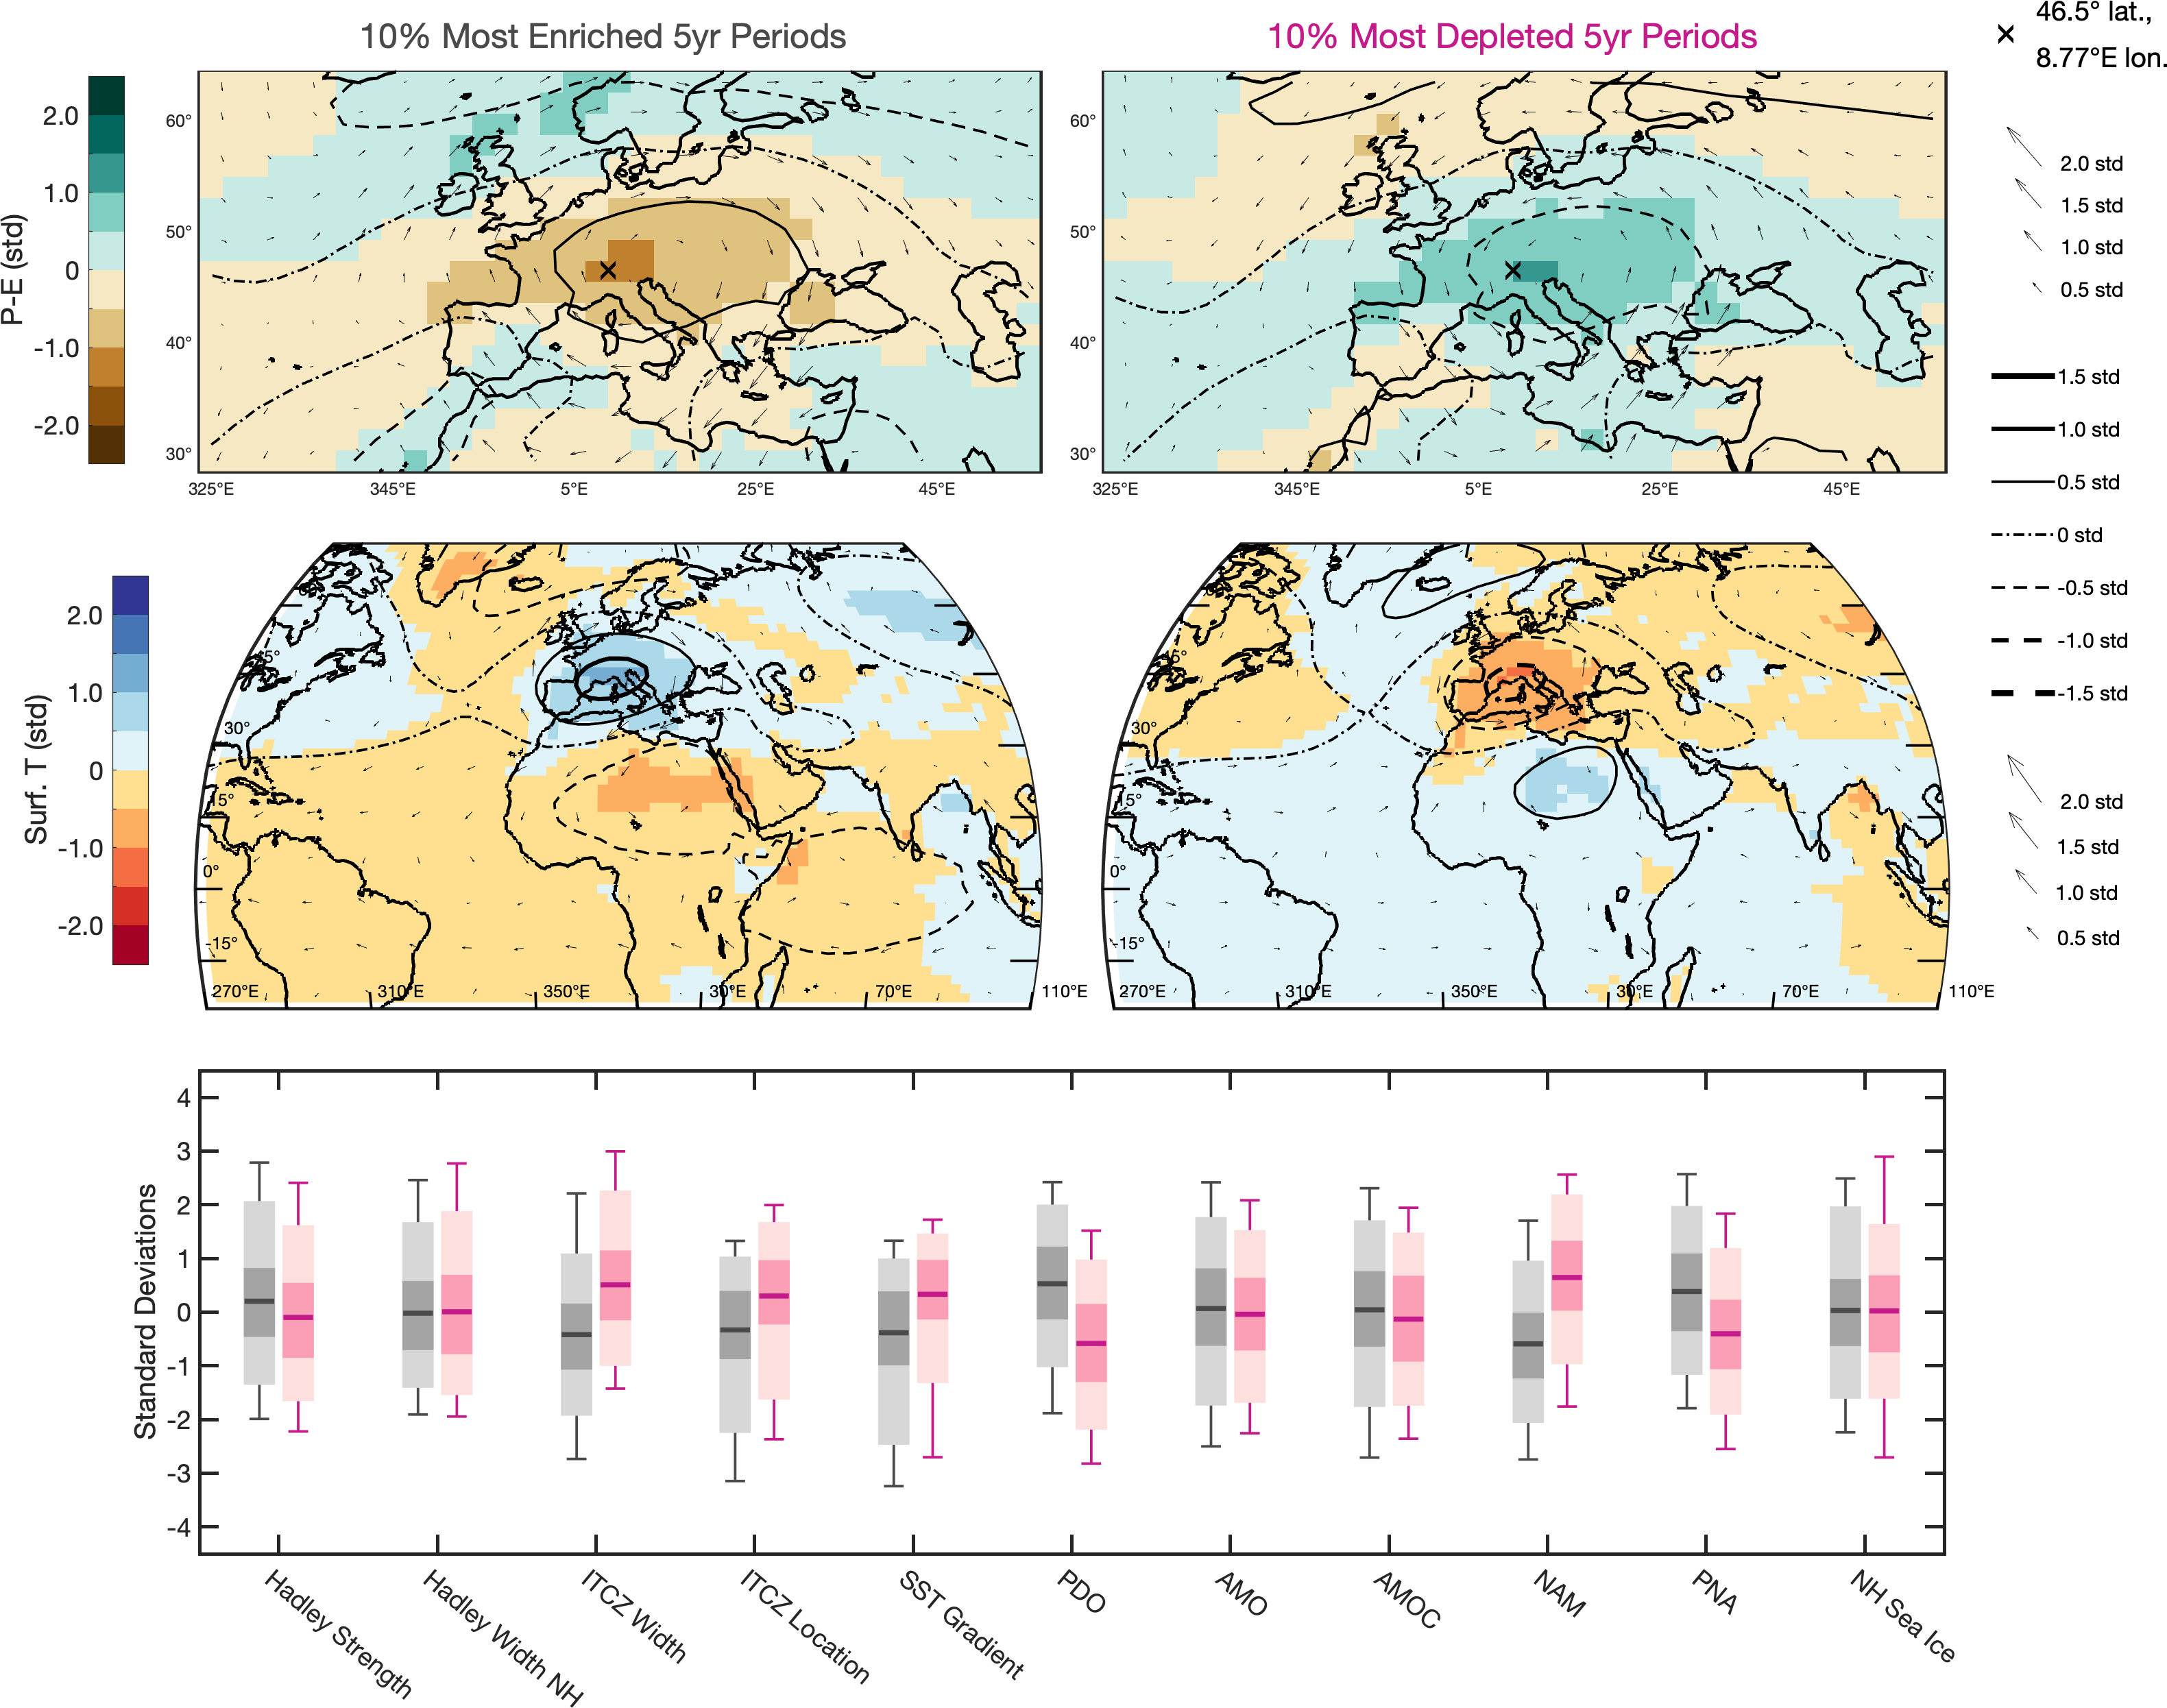 10% Most Enriched 5yr Periods
10% Most Depleted 5yr Periods
46.5° lat.,
8.77°E lon.
P-E (std)
2.0
1.0
0
-1.0
-2.0
60°
50°
40°
30°
325°E
345°E
5°E
25°E
45°E
60°
50°
40°
30°
325°E
345°E
5°E
25°E
45°E
2.0 std
1.5 std
1.0 std
0.5 std
1.5 std
1.0 std
0.5 std
0 std
-0.5 std
-1.0 std
-1.5 std
Surf. T (std)
2.0
1.0
0
-1.0
-2.0
30°
15°
0°
-15°
270°E
310°E
350°E
30°E
70°E
110°E
30°
15°
0°
-15°
270°E
310°E
350°E
30°E
70°E
110°E
2.0 std
1.5 std
1.0 std
0.5 std
Standard Deviations
4
3
2
1
0
-1
-2
-3
-4
Hadley Strength
Hadley Width NH
ITCZ Width
ITCZ Location
SST Gradient
PDO
AMO
AMOC
NAM
PNA
NH Sea Ice